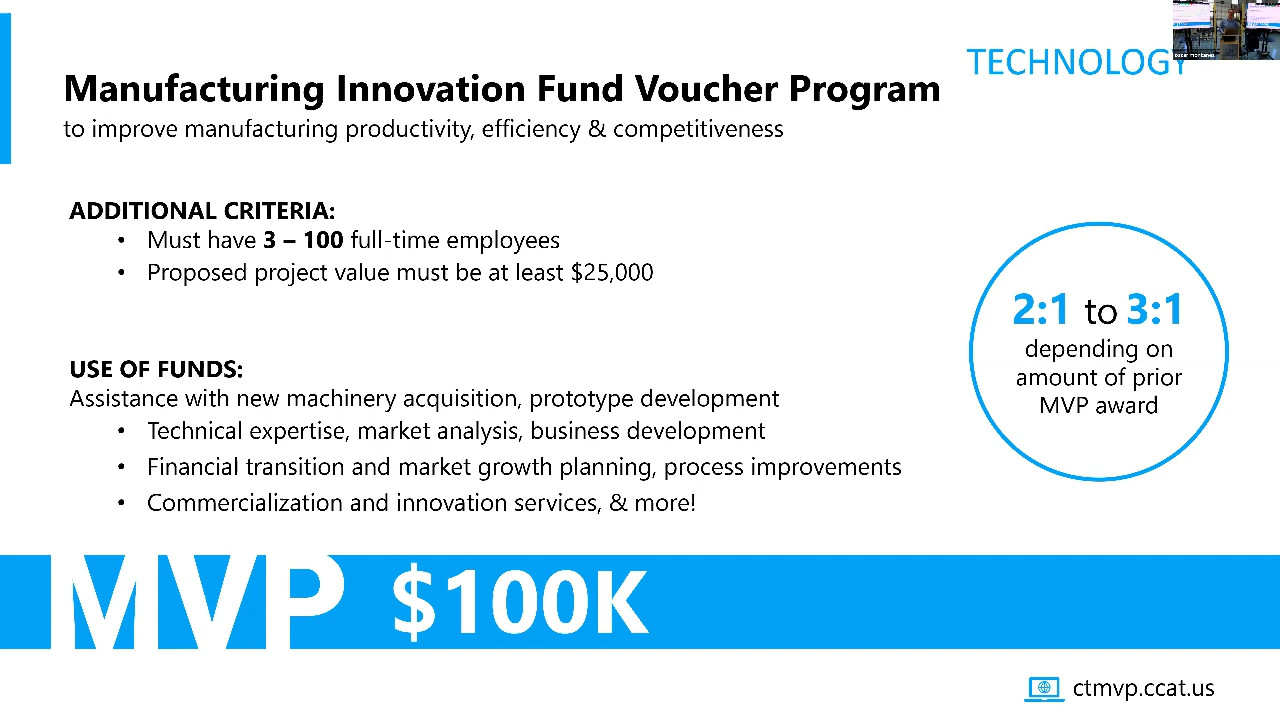 TECHNOLOGY
Manufacturing Innovation Fund Voucher Program
to improve manufacturing productivity, efficiency & competitiveness
ADDITIONAL CRITERIA:
• Must have 3 – 100 full-time employees
• Proposed project value must be at least $25,000
2:1 to 3:1
depending on
amount of prior
MVP award
USE OF FUNDS:
Assistance with new machinery acquisition, prototype development
• Technical expertise, market analysis, business development
• Financial transition and market growth planning, process improvements
• Commercialization and innovation services, & more!
MVP $100K
ctmvp.ccat.us